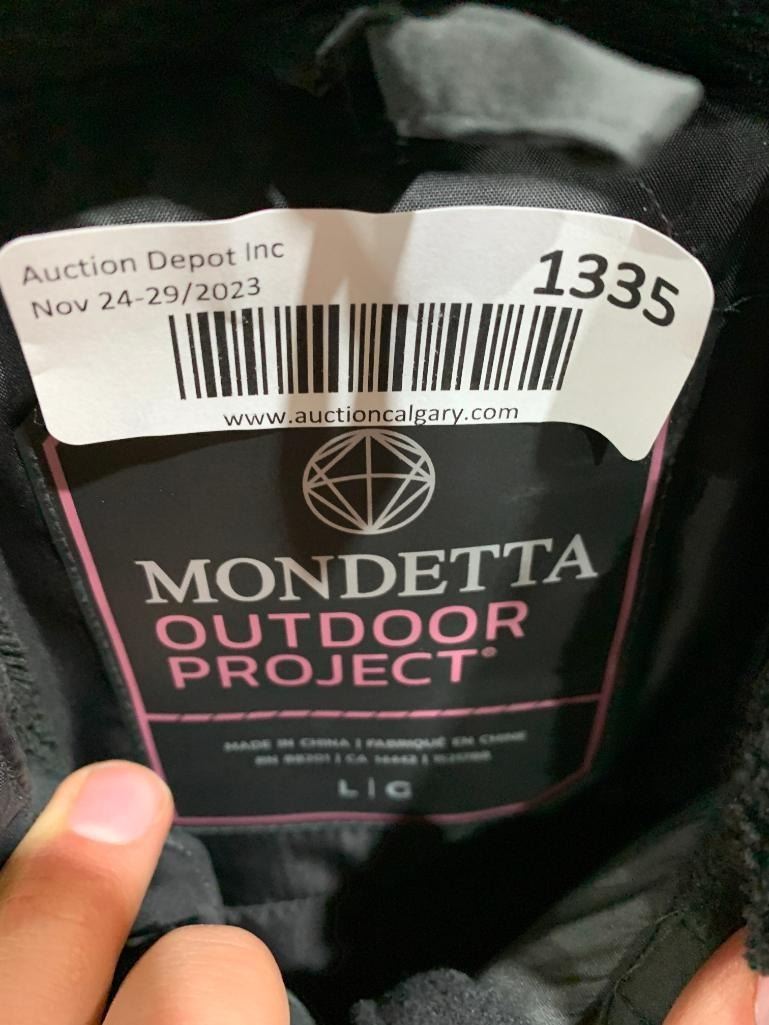 Auction Depot Inc
1335
Nov 24-29/2023
www.auctioncalgary.com
MONDETTA
OUTDOOR
PROJECT®
MADE IN CHINA | FABRIQUÉ EN CHINE
L | G